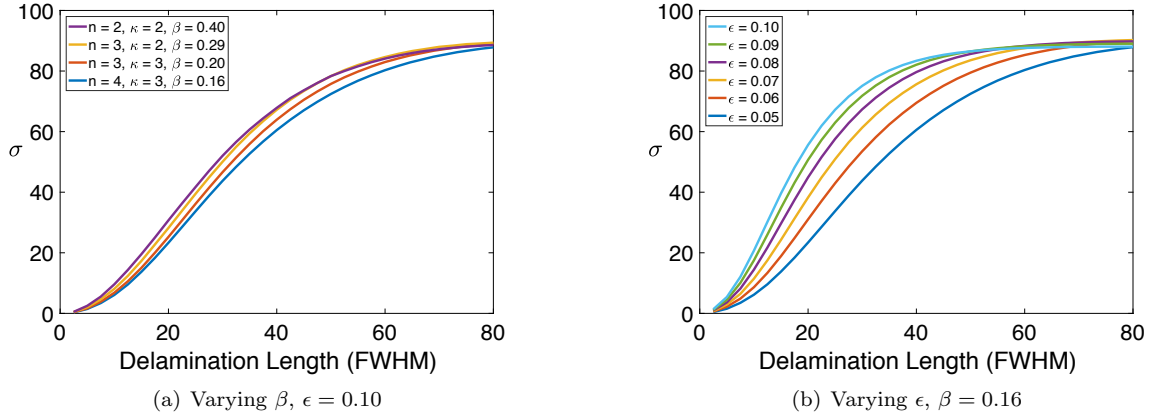 100
80
60
40
20
0
σ
n = 2, κ = 2, β = 0.40
n = 3, κ = 2, β = 0.29
n = 3, κ = 3, β = 0.20
n = 4, κ = 3, β = 0.16
0 20 40 60 80
Delamination Length (FWHM)
(a) Varying β, ϵ = 0.10
100
80
60
40
20
0
σ
ϵ = 0.10
ϵ = 0.09
ϵ = 0.08
ϵ = 0.07
ϵ = 0.06
ϵ = 0.05
0 20 40 60 80
Delamination Length (FWHM)
(b) Varying ϵ, β = 0.16